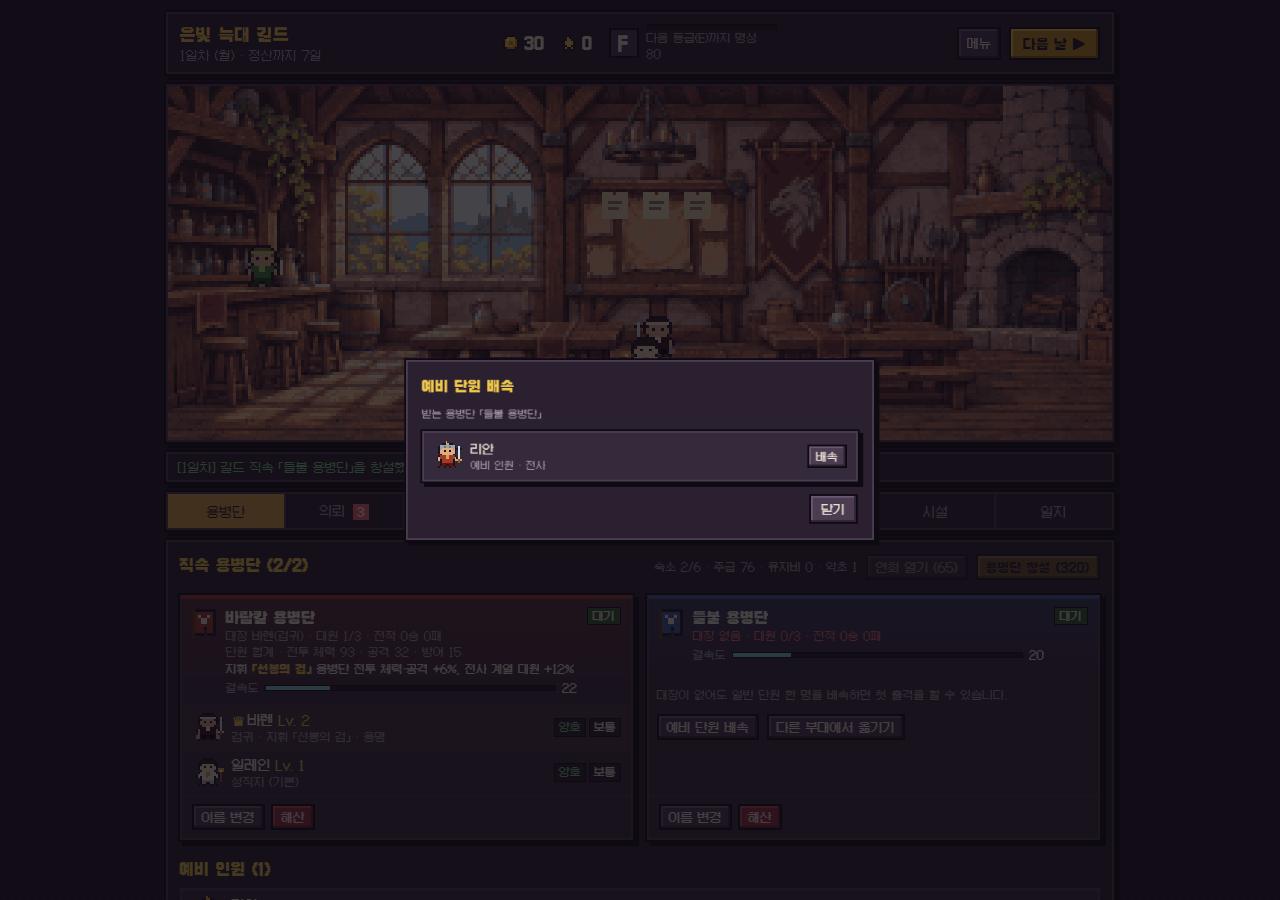 은빛 늑대 길드
1일차 (월) · 정산까지 7일
30
0
F
다음 등급(E)까지 명성
80
메뉴
다음 날 ▶
예비 단원 배속
받는 용병단 「들불 용병단」
리안
예비 인원 · 전사
배속
닫기
[1일차] 길드 직속 「들불 용병단」을 창설했
용병단
의뢰 3
시설
일지
직속 용병단 (2/2)
숙소 2/6 · 주급 76 · 유지비 0 · 약초 1
연회 열기 (65)
용병단 창설 (320)
바람칼 용병단
대기
대장 비렌(검귀) · 대원 1/3 · 전적 0승 0패
단원 합계 · 전투 체력 93 · 공격 32 · 방어 15
지휘 「선봉의 검」 용병단 전투 체력·공격 +6%, 전사 계열 대원 +12%
결속도 22
비렌 Lv. 2
검귀 · 지휘 「선봉의 검」 · 용맹
양호 보통
일레인 Lv. 1
성직자 (기본)
양호 보통
이름 변경
해산
들불 용병단
대기
대장 없음 · 대원 0/3 · 전적 0승 0패
결속도 20
대장이 없어도 일반 단원 한 명을 배속하면 첫 출격을 할 수 있습니다.
예비 단원 배속
다른 부대에서 옮기기
이름 변경
해산
예비 인원 (1)